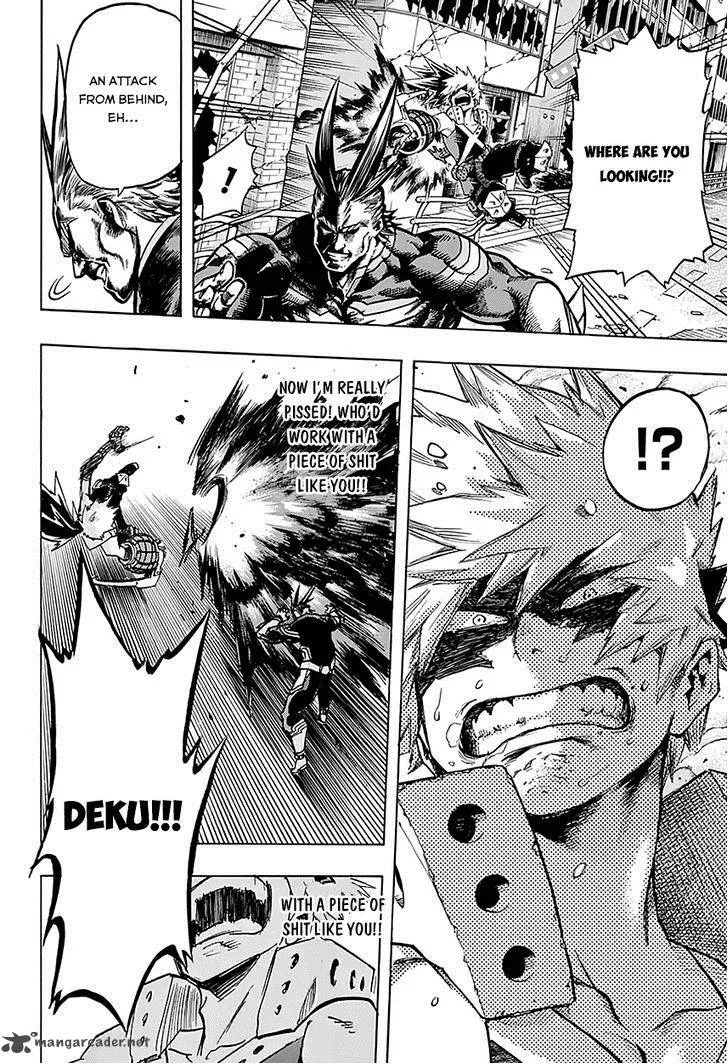 WHERE ARE YOU
LOOKING!!?
!
AN ATTACK
FROM BEHIND,
EH...
!?
NOW I'M REALLY
PISSED! WHO'D
WORK WITH A
PIECE OF SHIT
LIKE YOU!!
DEKU!!!
WITH A PIECE OF
SHIT LIKE YOU!!
mangarcader.net